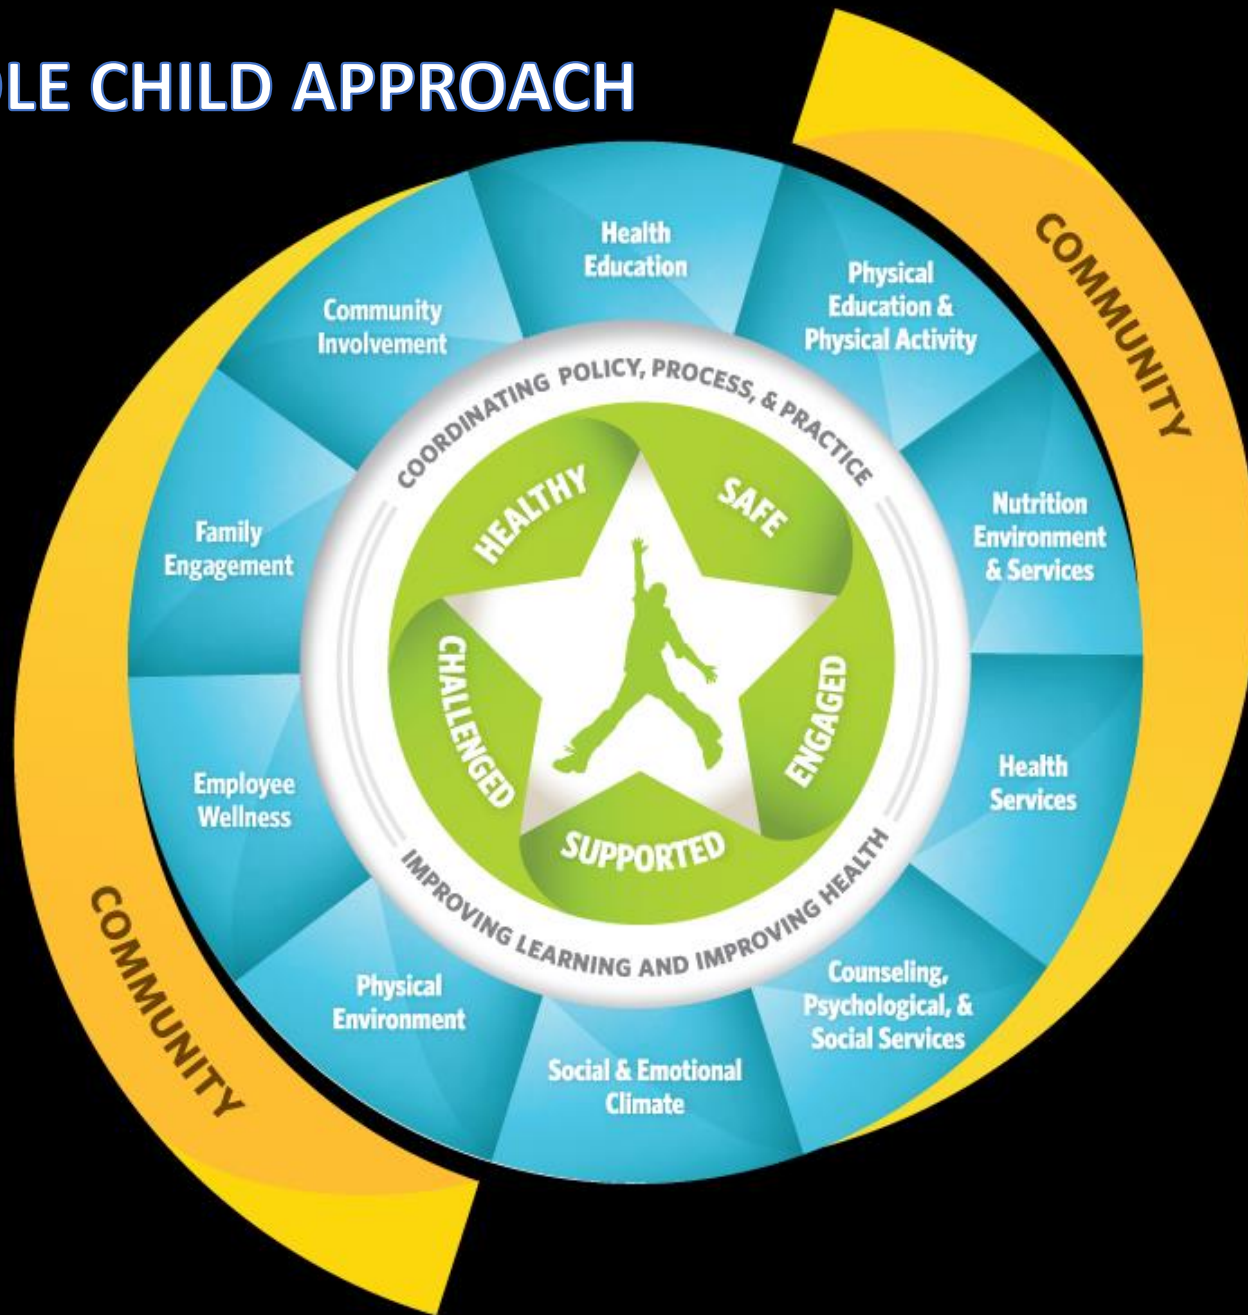 CHILD APPROACH
COMMUNITY
Health
Education
Physical
Education &
Physical Activity
Nutrition
Environment
& Services
Health
Services
Counseling,
Psychological, &
Social Services
Social & Emotional
Climate
Physical
Environment
Employee
Wellness
Family
Engagement
Community
Involvement
COORDINATING POLICY, PROCESS, & PRACTICE
IMPROVING LEARNING AND IMPROVING HEALTH
HEALTHY
SAFE
ENGAGED
SUPPORTED
CHALLENGED
COMMUNITY